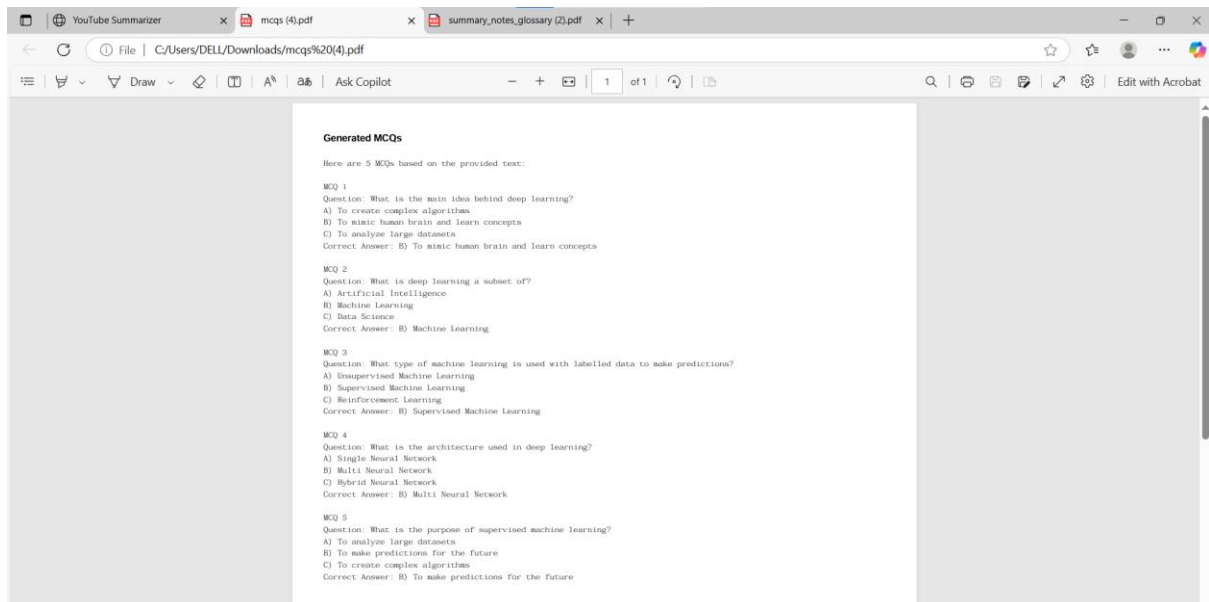 YouTube Summarizer
mcqs (4).pdf
summary_notes_glossary (2).pdf
File
C:/Users/DELL/Downloads/mcqs%20(4).pdf
Draw
Ask Copilot
1 of 1
Edit with Acrobat
Generated MCQs
Here are 5 MCQs based on the provided text:
MCQ 1
Question: What is the main idea behind deep learning?
A) To create complex algorithms
B) To mimic human brain and learn concepts
C) To analyze large datasets
Correct Answer: B) To mimic human brain and learn concepts
MCQ 2
Question: What is deep learning a subset of?
A) Artificial Intelligence
B) Machine Learning
C) Data Science
Correct Answer: B) Machine Learning
MCQ 3
Question: What type of machine learning is used with labelled data to make predictions?
A) Unsupervised Machine Learning
B) Supervised Machine Learning
C) Reinforcement Learning
Correct Answer: B) Supervised Machine Learning
MCQ 4
Question: What is the architecture used in deep learning?
A) Single Neural Network
B) Multi Neural Network
C) Hybrid Neural Network
Correct Answer: B) Multi Neural Network
MCQ 5
Question: What is the purpose of supervised machine learning?
A) To analyze large datasets
B) To make predictions for the future
C) To create complex algorithms
Correct Answer: B) To make predictions for the future